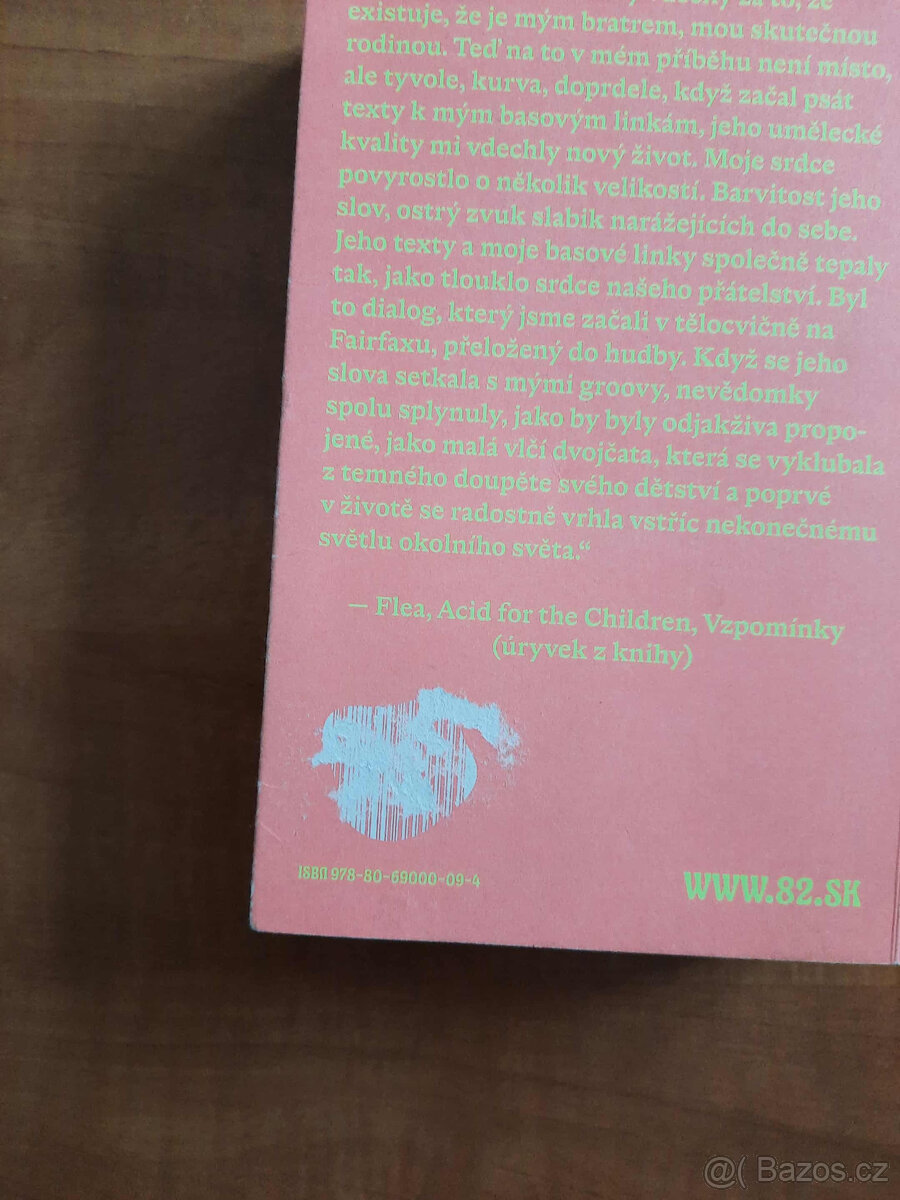 existuje, že je mým bratrem, mou skutečnou
rodinou. Teď na to v mém příběhu není místo,
ale tyvole, kurva, doprdele, když začal psát
texty k mým basovým linkám, jeho umělecké
kvality mi vdechly nový život. Moje srdce
povyrostlo o několik velikostí. Barvitost jeho
slov, ostrý zvuk slabik narážejících do sebe.
Jeho texty a moje basové linky společně tepaly
tak, jako tlouklo srdce našeho přátelství. Byl
to dialog, který jsme začali v tělocvičně na
Fairfaxu, přeložený do hudby. Když se jeho
slova setkala s mými groovy, nevědomky
spolu splynuly, jako by byly odjakživa propo-
jené, jako malá vlčí dvojčata, která se vyklubala
z temného doupěte svého dětství a poprvé
v životě se radostně vrhla vstříc nekonečnému
světlu okolního světa.“
— Flea, Acid for the Children, Vzpomínky
(úryvek z knihy)
ISBN 978-80-69000-09-4
WWW.82.SK
@( Bazos.cz